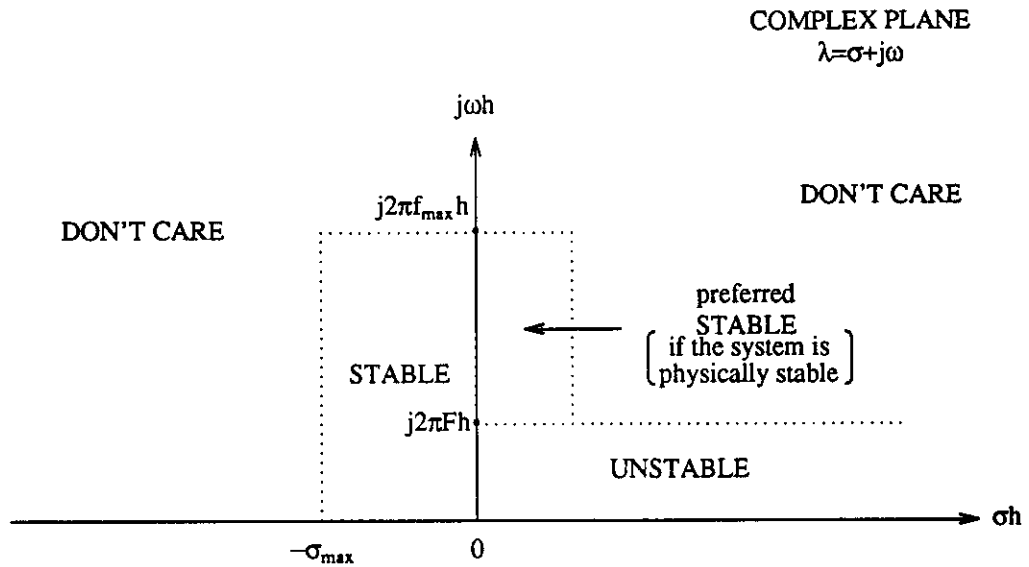 COMPLEX PLANE
λ=σ+jω
jωh
DON'T CARE
j2πf_max h
DON'T CARE
preferred
STABLE
if the system is
physically stable
STABLE
j2πFh
UNSTABLE
σh
−σ_max
0